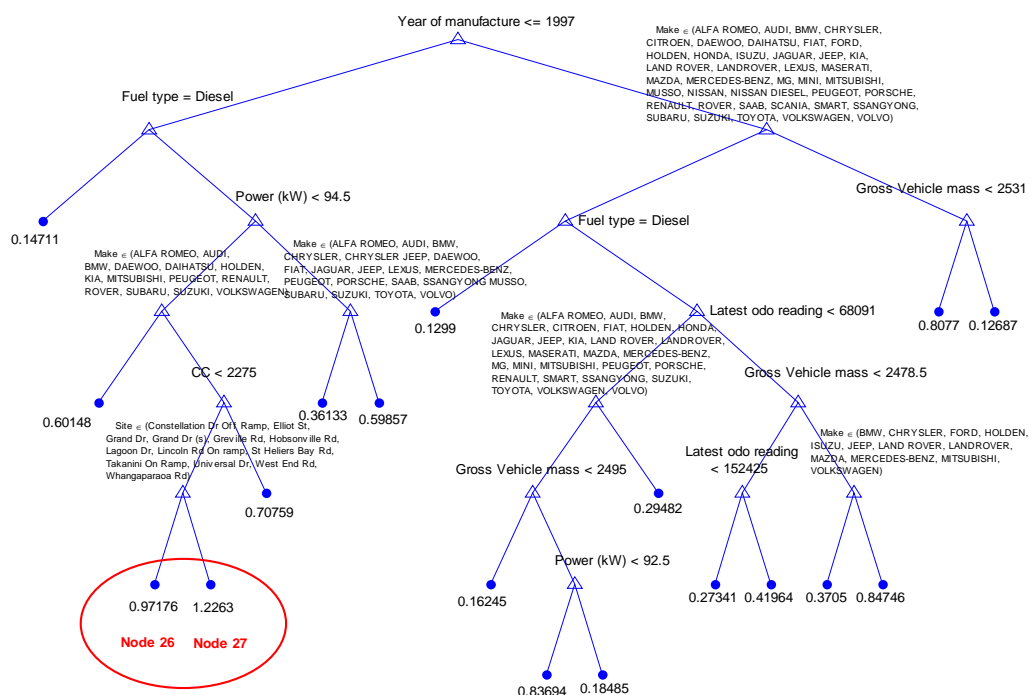 Year of manufacture <= 1997
Make ∈ (ALFA ROMEO, AUDI, BMW, CHRYSLER,
CITROEN, DAEWOO, DAIHATSU, FIAT, FORD,
HOLDEN, HONDA, ISUZU, JAGUAR, JEEP, KIA,
LAND ROVER, LANDROVER, LEXUS, MASERATI,
MAZDA, MERCEDES-BENZ, MG, MINI, MITSUBISHI,
MUSSO, NISSAN, NISSAN DIESEL, PEUGEOT, PORSCHE,
RENAULT, ROVER, SAAB, SCANIA, SMART, SSANGYONG,
SUBARU, SUZUKI, TOYOTA, VOLKSWAGEN, VOLVO)
Fuel type = Diesel
Power (kW) < 94.5
Gross Vehicle mass < 2531
Fuel type = Diesel
0.14711
Make ∈ (ALFA ROMEO, AUDI,
BMW, DAEWOO, DAIHATSU, HOLDEN,
KIA, MITSUBISHI, PEUGEOT, RENAULT,
ROVER, SUBARU, SUZUKI, VOLKSWAGEN)
Make ∈ (ALFA ROMEO, AUDI, BMW,
CHRYSLER, CHRYSLER JEEP, DAEWOO,
FIAT, JAGUAR, JEEP, LEXUS, MERCEDES-BENZ,
PEUGEOT, PORSCHE, SAAB, SSANGYONG MUSSO,
SUBARU, SUZUKI, TOYOTA, VOLVO)
0.1299
Latest odo reading < 68091
0.8077
0.12687
Make ∈ (ALFA ROMEO, AUDI, BMW,
CHRYSLER, CITROEN, FIAT, HOLDEN, HONDA,
JAGUAR, JEEP, KIA, LAND ROVER, LANDROVER,
LEXUS, MASERATI, MAZDA, MERCEDES-BENZ,
MG, MINI, MITSUBISHI, PEUGEOT, PORSCHE,
RENAULT, SMART, SSANGYONG, SUZUKI,
TOYOTA, VOLKSWAGEN, VOLVO)
CC < 2275
Gross Vehicle mass < 2478.5
0.60148
0.36133
0.59857
Site ∈ (Constellation Dr Off Ramp, Elliot St,
Grand Dr, Grand Dr (s), Greville Rd, Hobsonville Rd,
Lagoon Dr, Lincoln Rd On ramp, St Heliers Bay Rd,
Takanini On Ramp, Universal Dr, West End Rd,
Whangaparaoa Rd)
Make ∈ (BMW, CHRYSLER, FORD, HOLDEN,
ISUZU, JEEP, LAND ROVER, LANDROVER,
MAZDA, MERCEDES-BENZ, MITSUBISHI,
VOLKSWAGEN)
Gross Vehicle mass < 2495
Latest odo reading
< 152425
0.70759
0.29482
Power (kW) < 92.5
0.97176
1.2263
0.16245
0.27341
0.41964
0.3705
0.84746
Node 26
Node 27
0.83694
0.18485